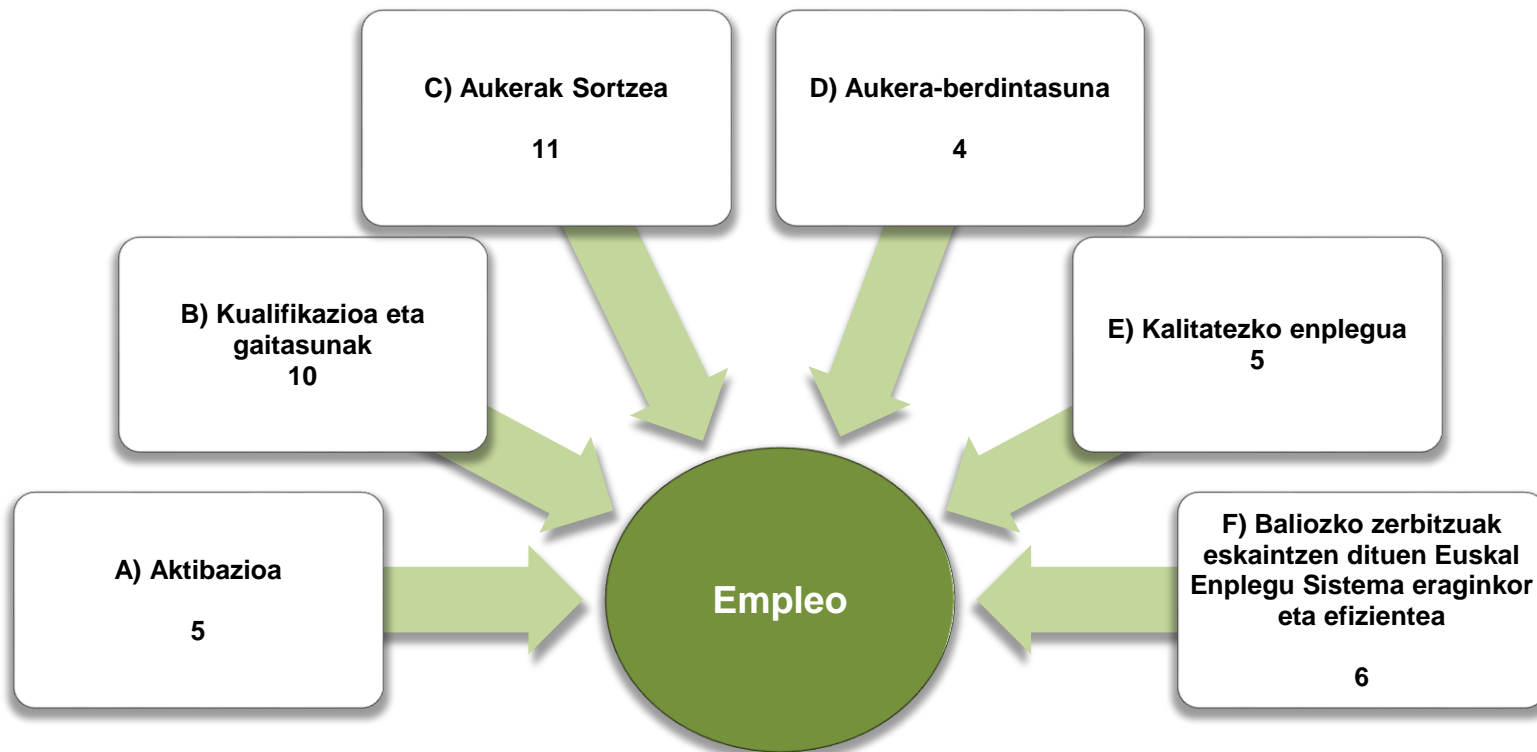 C) Aukerak Sortzea
11
D) Aukera-berdintasuna
4
B) Kualifikazioa eta
gaitasunak
10
E) Kalitatezko enplegua
5
A) Aktibazioa
5
Empleo
F) Baliozko zerbitzuak
eskaintzen dituen Euskal
Enplegu Sistema eraginkor
eta efizientea
6